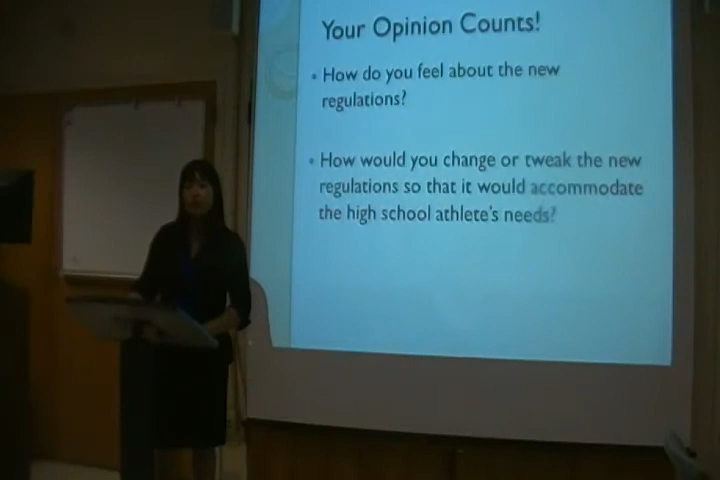 Your Opinion Counts!
• How do you feel about the new
regulations?
• How would you change or tweak the new
regulations so that it would accommodate
the high school athlete's needs?